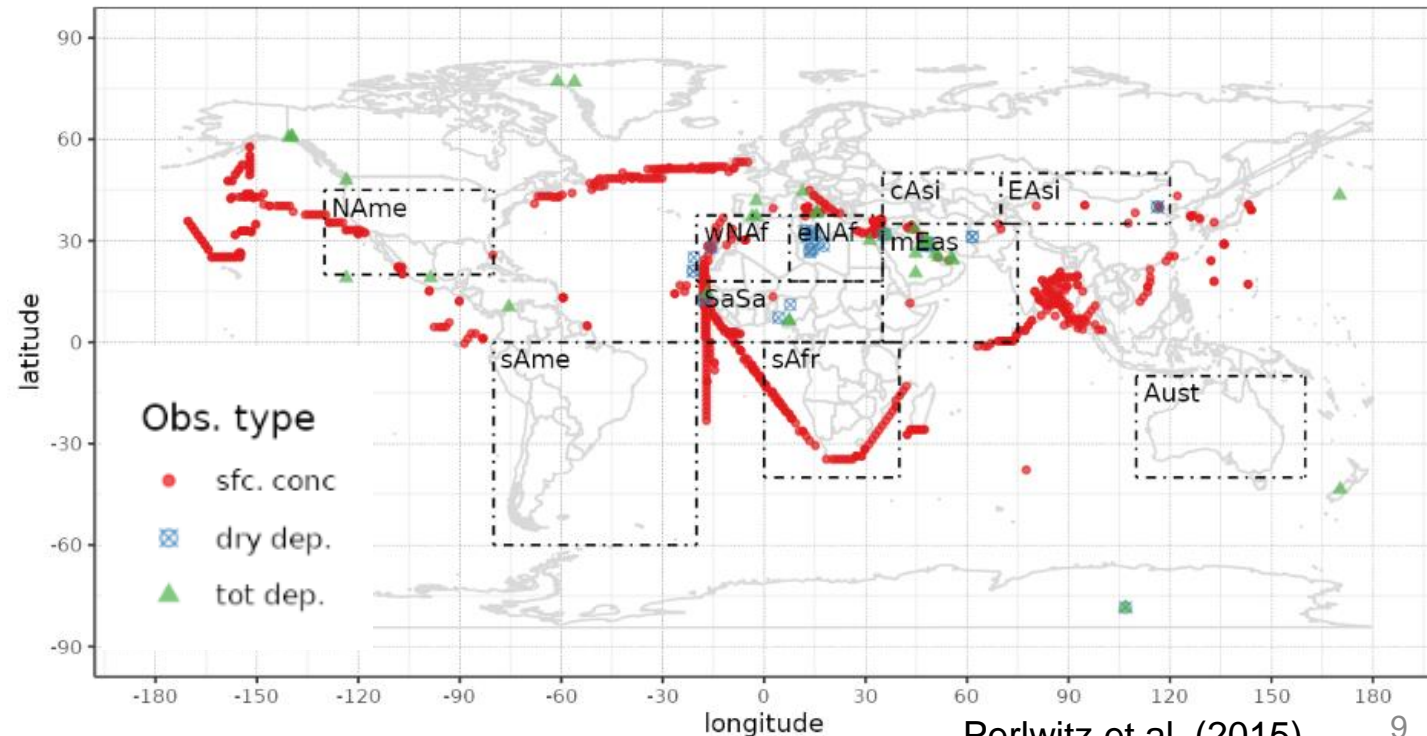 90
60
30
0
-30
-60
-90
latitude
NAme
cAsi
EAsi
wNAf
eNAf
mEas
SaSa
sAme
sAfr
Aust
Obs. type
sfc. conc
dry dep.
tot dep.
-180 -150 -120 -90 -60 -30 0 30 60 90 120 150 180
longitude
Perlwitz et al. (2015)
9